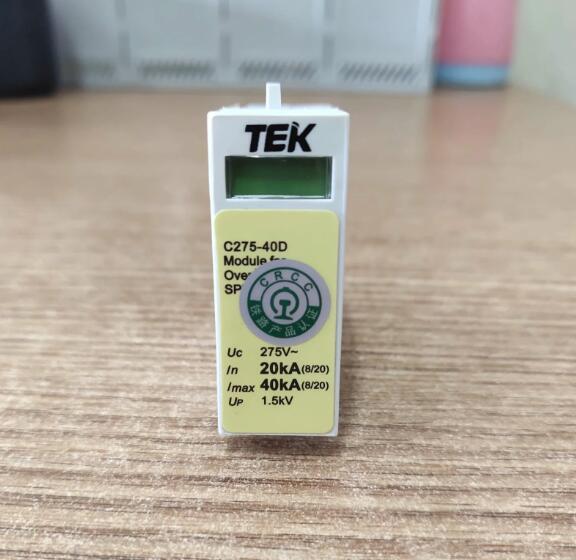 TEK
C275-40D
Module for
Ove
SP
CRCC
铁路产品认证
Uc 275V~
In 20kA(8/20)
Imax 40kA(8/20)
UP 1.5kV